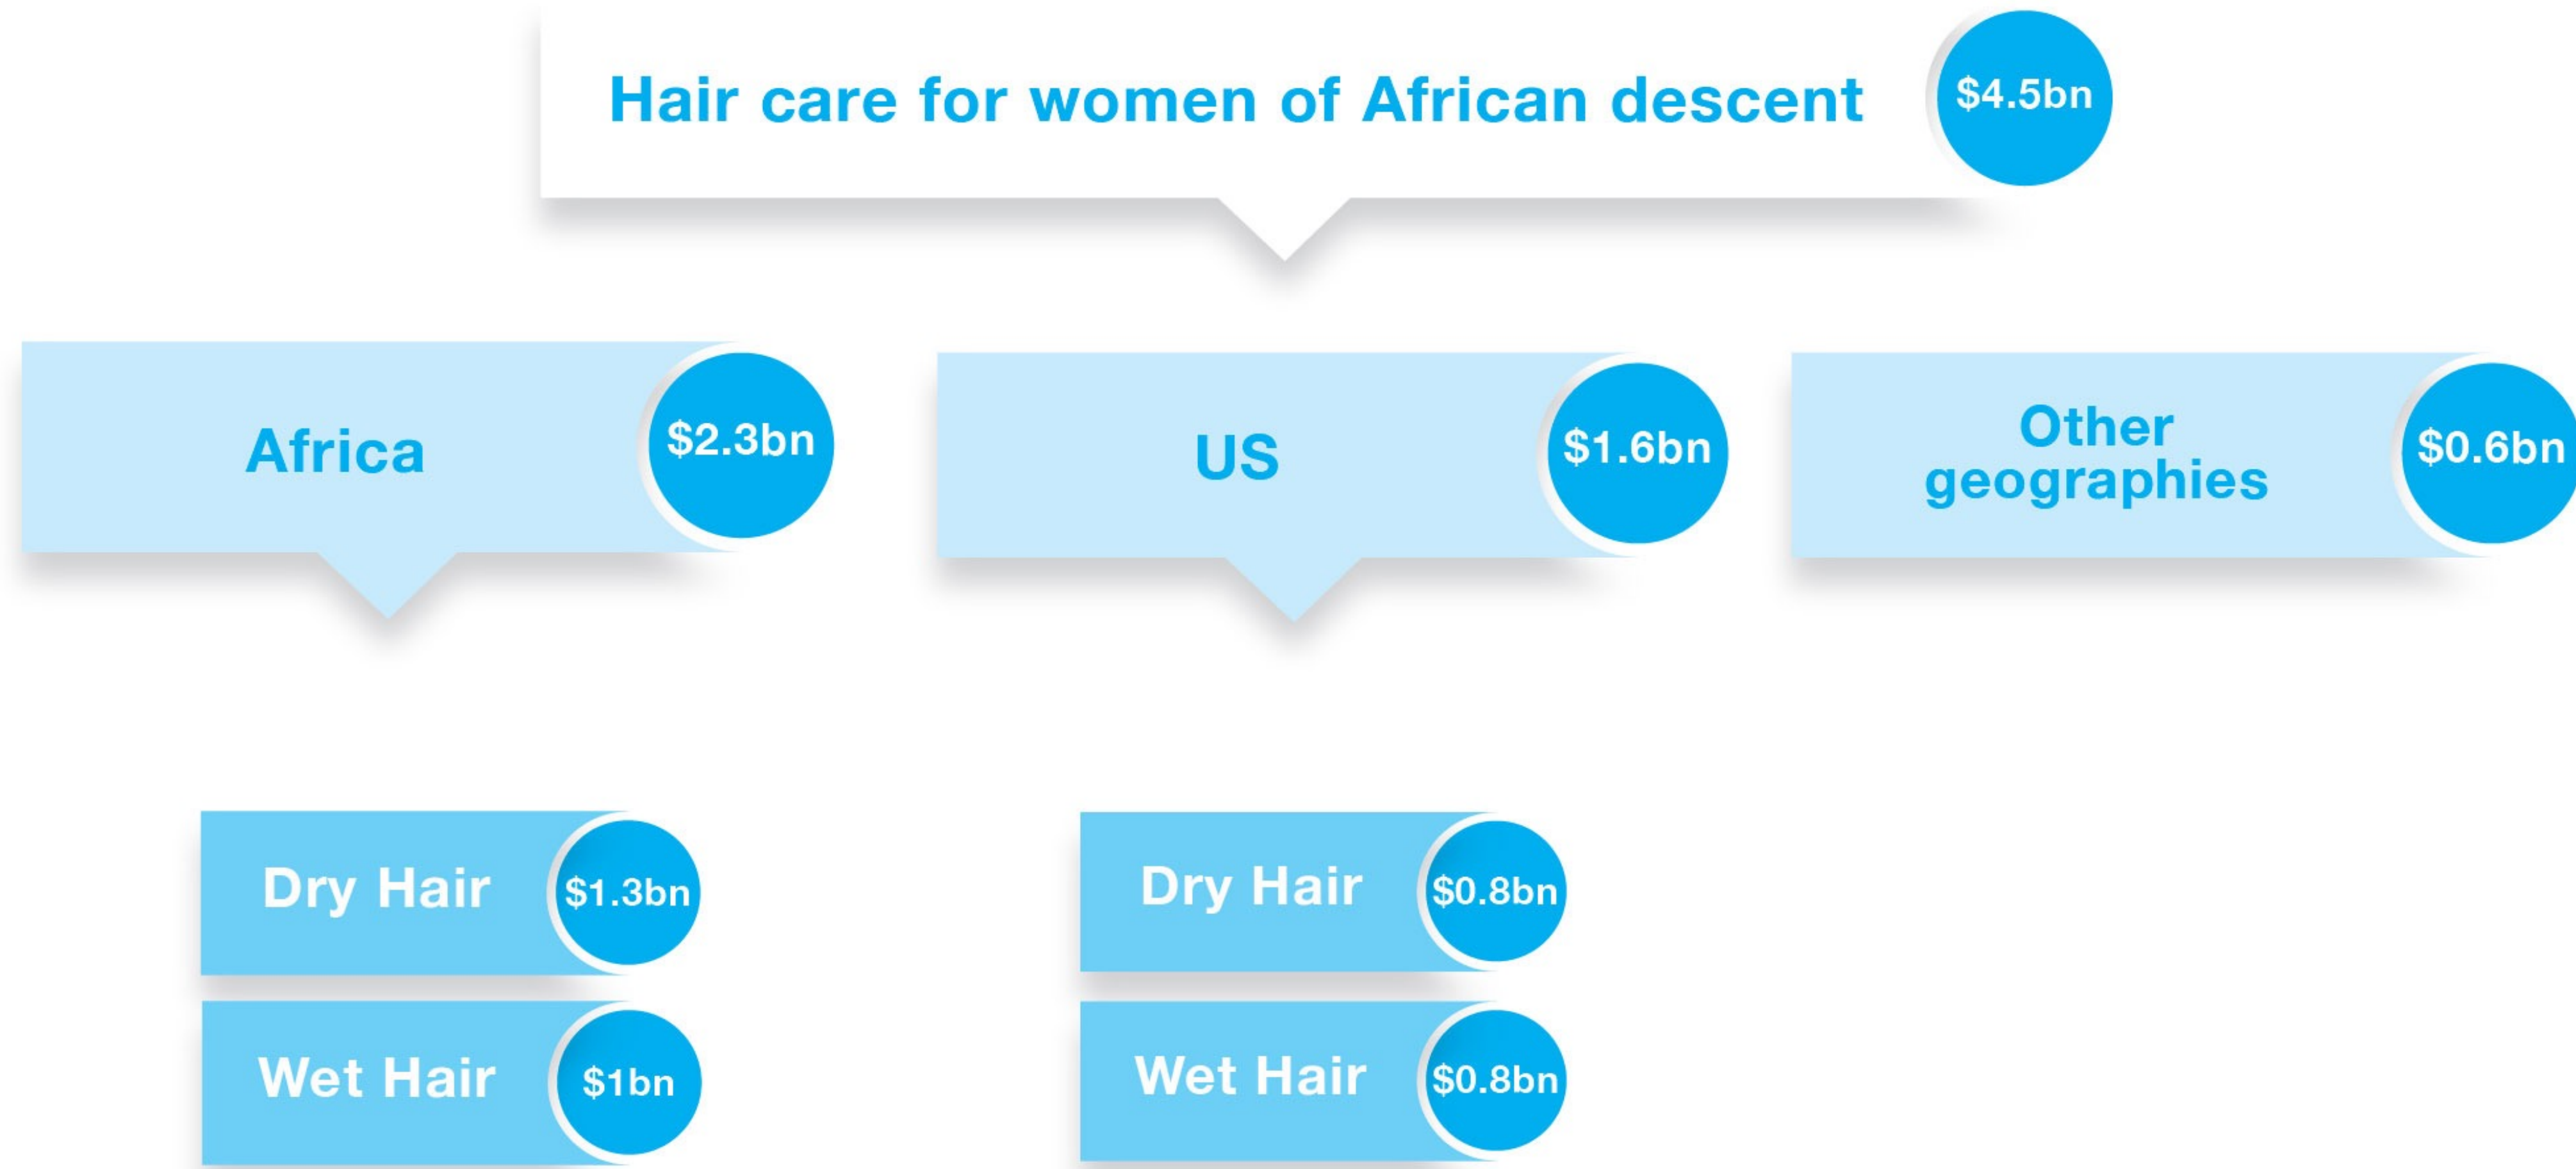 Hair care for women of African descent
$4.5bn
Africa
$2.3bn
US
$1.6bn
Other
geographies
$0.6bn
Dry Hair
$1.3bn
Wet Hair
$1bn
Dry Hair
$0.8bn
Wet Hair
$0.8bn